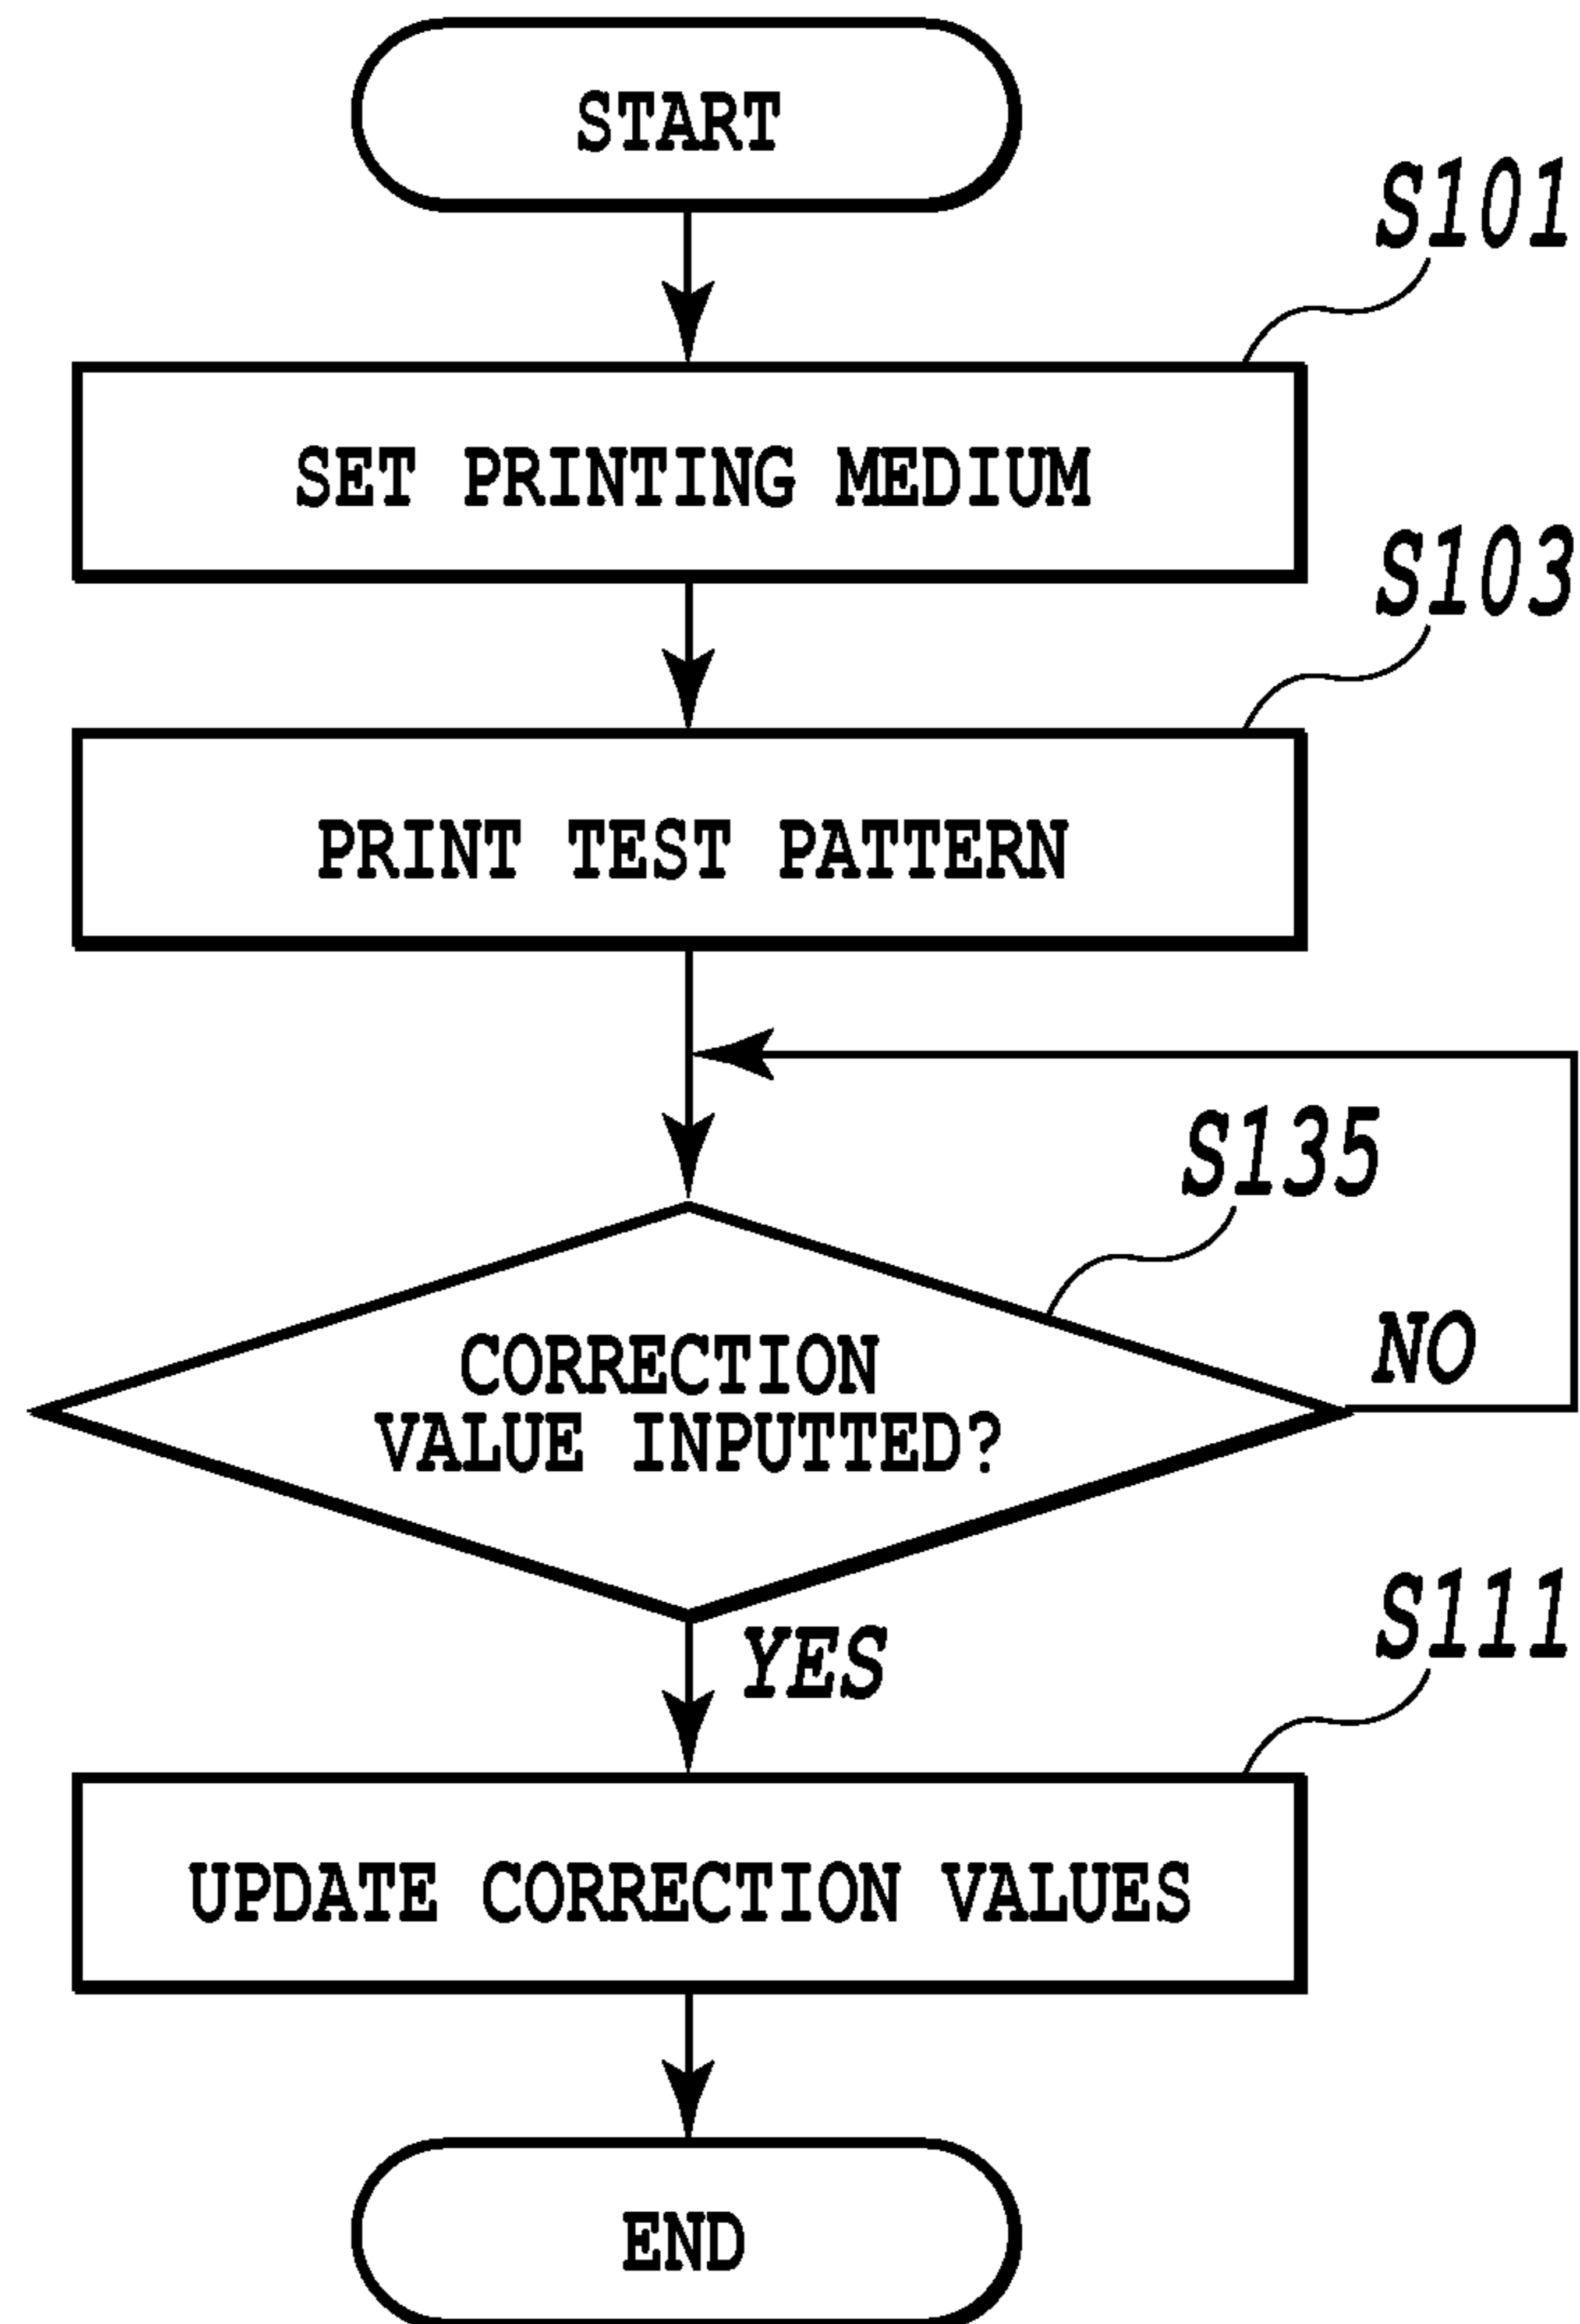 START
S101
SET PRINTING MEDIUM
S103
PRINT TEST PATTERN
S135
CORRECTION
VALUE INPUTTED?
NO
YES
S111
UPDATE CORRECTION VALUES
END